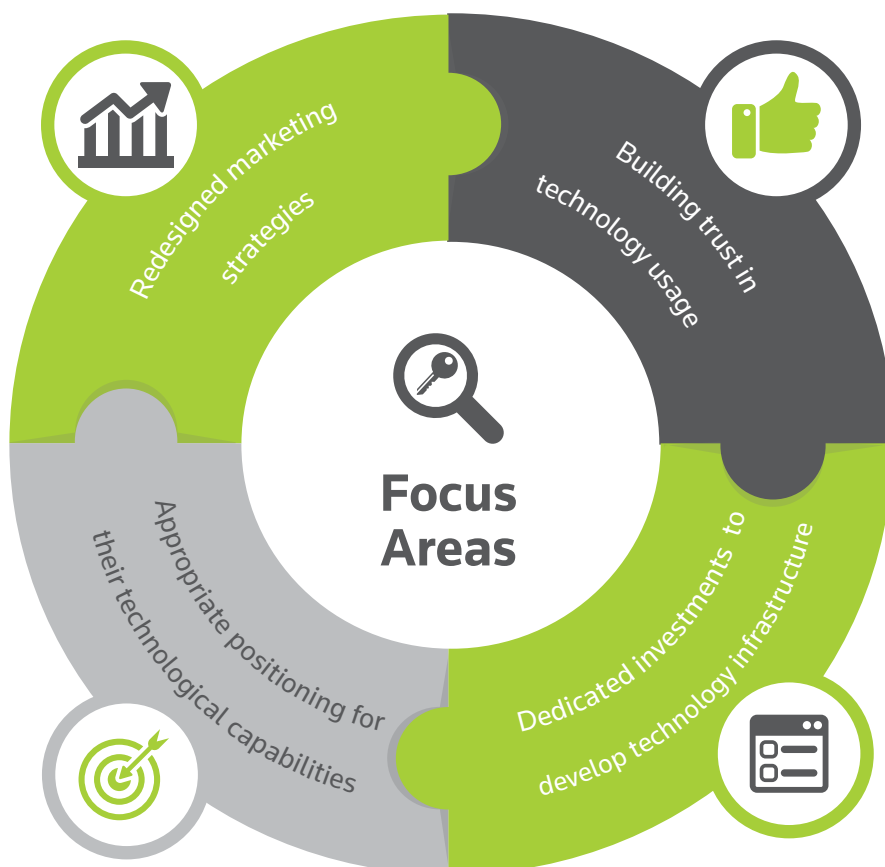 Redesigned marketing
strategies
Building trust in
technology usage
Focus
Areas
Appropriate positioning for
their technological capabilities
Dedicated investments to
develop technology infrastructure